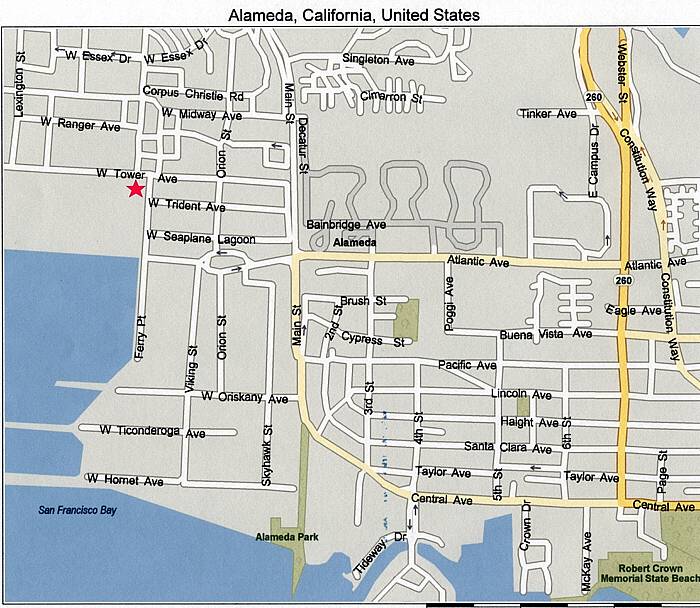 Alameda, California, United States
Lexington St
W Essex Dr
W Essex Dr
Singleton Ave
Webster St
Corpus Christie Rd
Main St
Cimarron St
260
Tinker Ave
W Midway Ave
W Ranger Ave
Orion St
Decatur St
E Campus Dr
Constitution Way
W Tower Ave
W Trident Ave
Bainbridge Ave
W Seaplane Lagoon
Alameda
Atlantic Ave
Atlantic Ave
260
Poggi Ave
Constitution Way
Brush St
Eagle Ave
Main St
2nd St
Ferry Pt
Orion St
Viking St
Cypress St
Buena Vista Ave
Pacific Ave
3rd St
Lincoln Ave
W Oriskany Ave
4th St
Haight Ave
6th St
W Ticonderoga Ave
Skyhawk St
Santa Clara Ave
Page St
5th St
Taylor Ave
Taylor Ave
W Hornet Ave
Central Ave
Central Ave
San Francisco Bay
Crown Dr
McKay Ave
Alameda Park
Tideway Dr
Robert Crown
Memorial State Beach